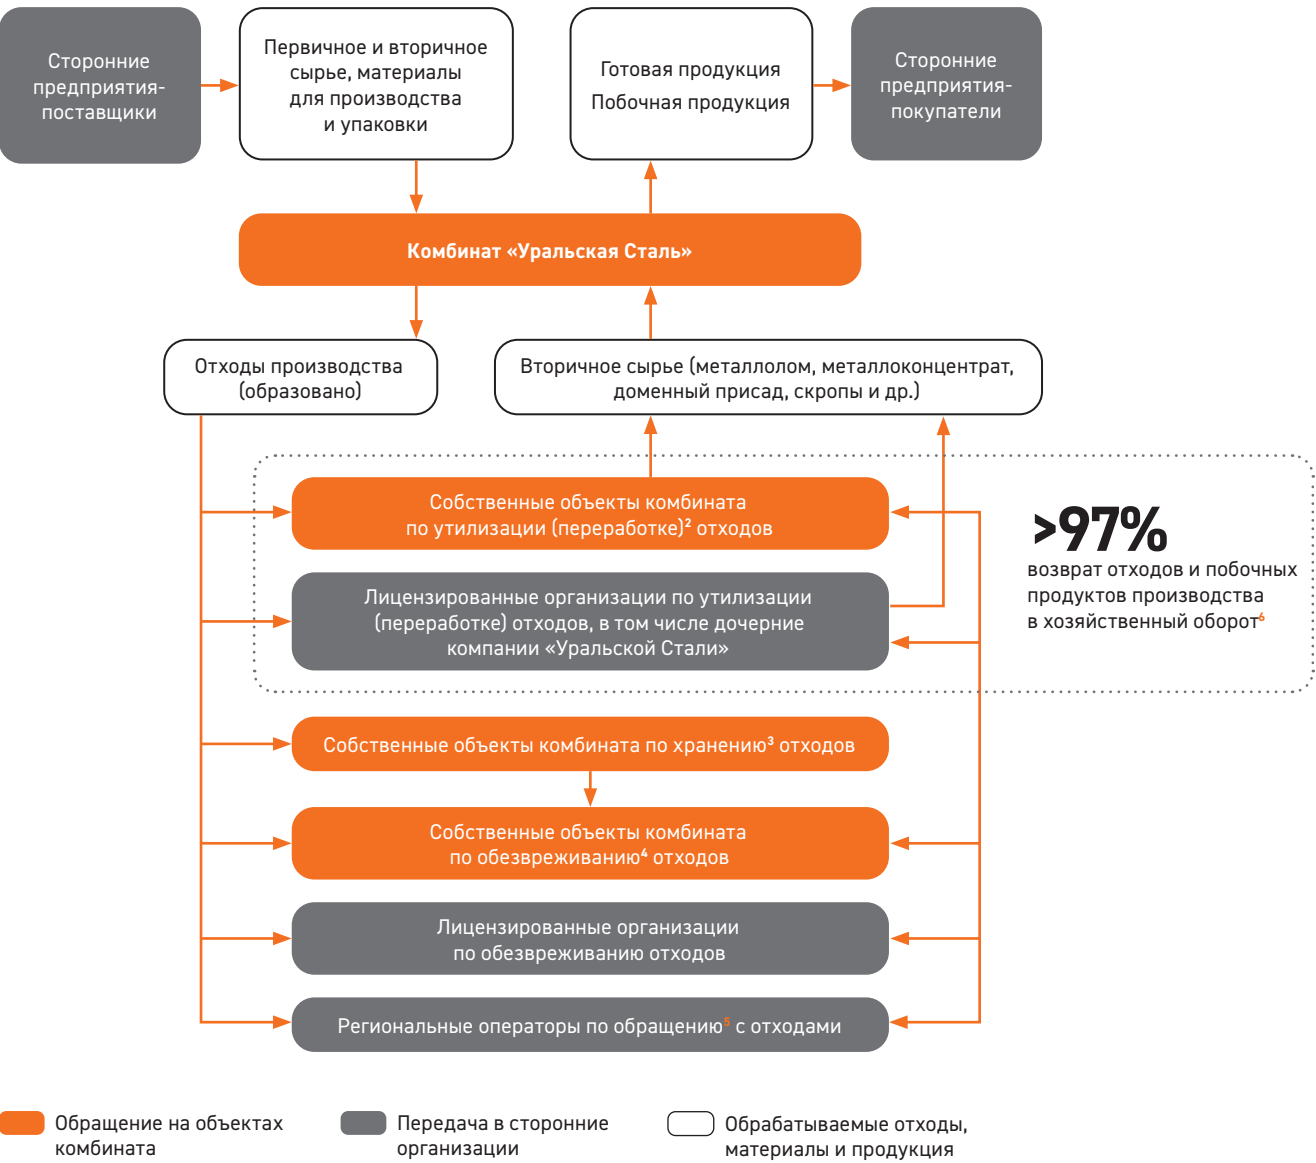 Сторонние
предприятия-
поставщики
Первичное и вторичное
сырье, материалы
для производства
и упаковки
Готовая продукция
Побочная продукция
Сторонние
предприятия-
покупатели
Комбинат «Уральская Сталь»
Отходы производства
(образовано)
Вторичное сырье (металлолом, металлоконцентрат,
доменный присад, скропы и др.)
Собственные объекты комбината
по утилизации (переработке)² отходов
Лицензированные организации по утилизации
(переработке) отходов, в том числе дочерние
компании «Уральской Стали»
>97%
возврат отходов и побочных
продуктов производства
в хозяйственный оборот⁶
Собственные объекты комбината по хранению³ отходов
Собственные объекты комбината
по обезвреживанию⁴ отходов
Лицензированные организации
по обезвреживанию отходов
Региональные операторы по обращению⁵ с отходами
Обращение на объектах
комбината
Передача в сторонние
организации
Обрабатываемые отходы,
материалы и продукция